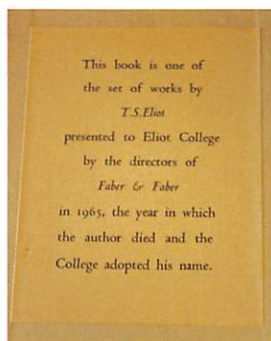 This book is one of
the set of works by
T.S.Eliot
presented to Eliot College
by the directors of
Faber & Faber
in 1965, the year in which
the author died and the
College adopted his name.